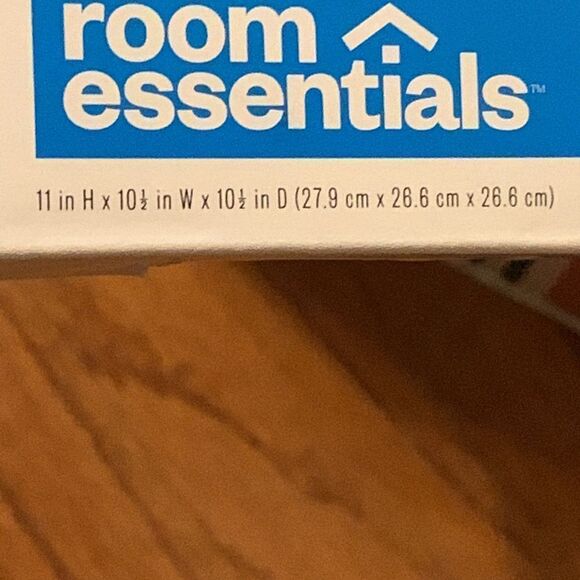 room
essentials™
11 in H x 10½ in W x 10½ in D (27.9 cm x 26.6 cm x 26.6 cm)